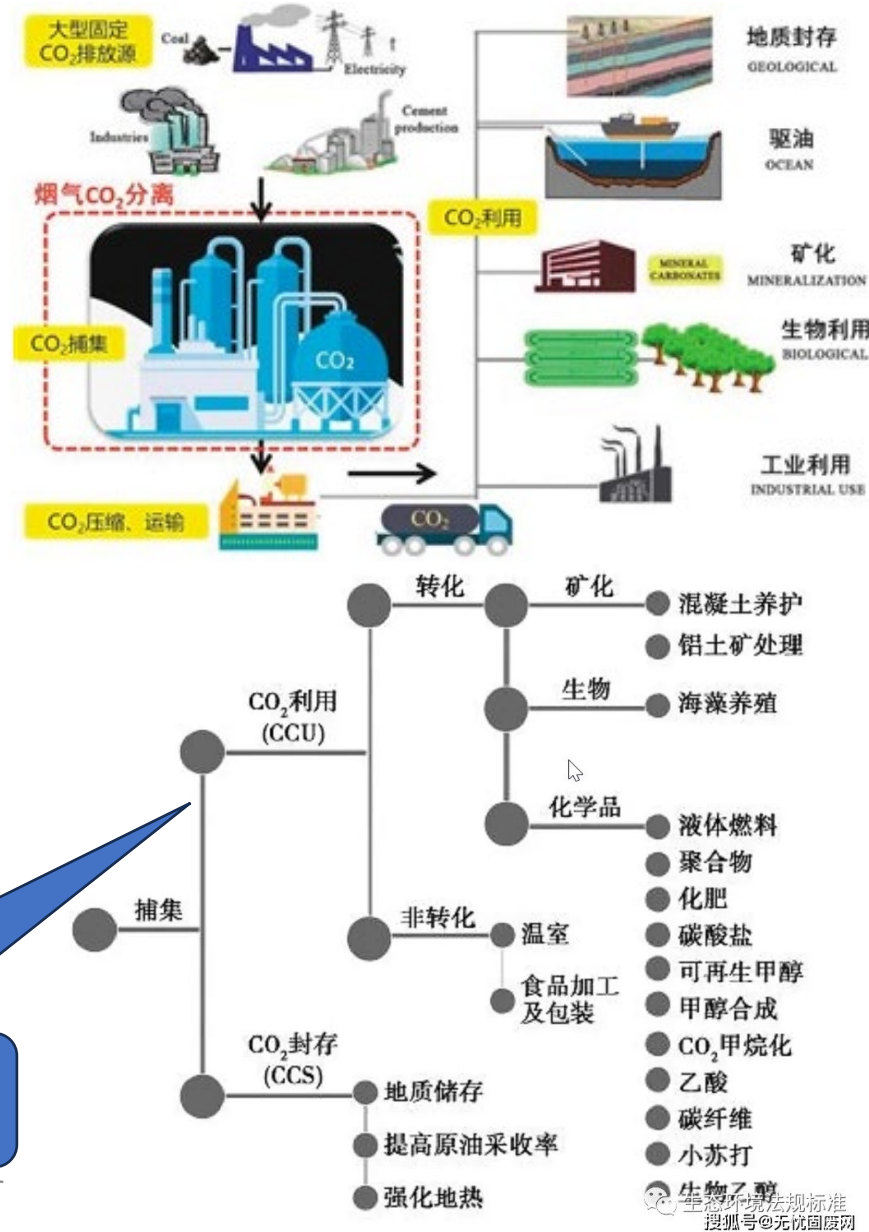 大型固定
CO₂排放源
Coal
Electricity
Industries
Cement
production
烟气CO₂分离
CO₂捕集
CO₂
CO₂压缩、运输
CO₂
CO₂利用
地质封存
GEOLOGICAL
驱油
OCEAN
矿化
MINERALIZATION
MINERAL
CARBONATES
生物利用
BIOLOGICAL
工业利用
INDUSTRIAL USE
捕集
CO₂利用
(CCU)
转化
矿化
混凝土养护
铝土矿处理
生物
海藻养殖
化学品
液体燃料
聚合物
化肥
碳酸盐
可再生甲醇
甲醇合成
CO₂甲烷化
乙酸
碳纤维
小苏打
生物乙醇
非转化
温室
食品加工
及包装
CO₂封存
(CCS)
地质储存
提高原油采收率
强化地热
生态环境法规标准
搜狐号@无忧固废网